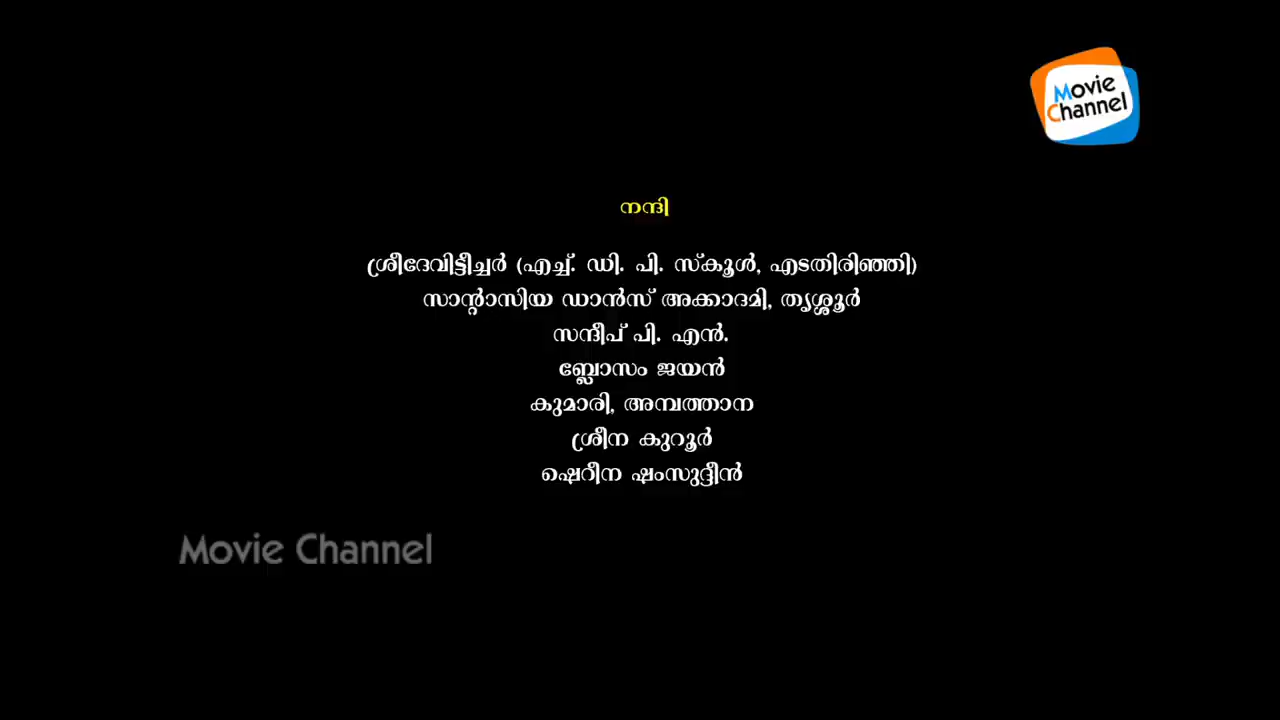 Movie
Channel
നന്ദി
ശ്രീദേവിട്ടീച്ചർ (എച്ച്. ഡി. പി. സ്കൂൾ, എടതിരിഞ്ഞി)
സാന്റാസിയ ഡാൻസ് അക്കാദമി, തൃശ്ശൂർ
സന്ദീപ് പി. എൻ.
ബ്ലോസം ജയൻ
കുമാരി, അമ്പത്താന
ശ്രീന കുറൂർ
ഷെറീന ഷംസുദ്ദീൻ
Movie Channel